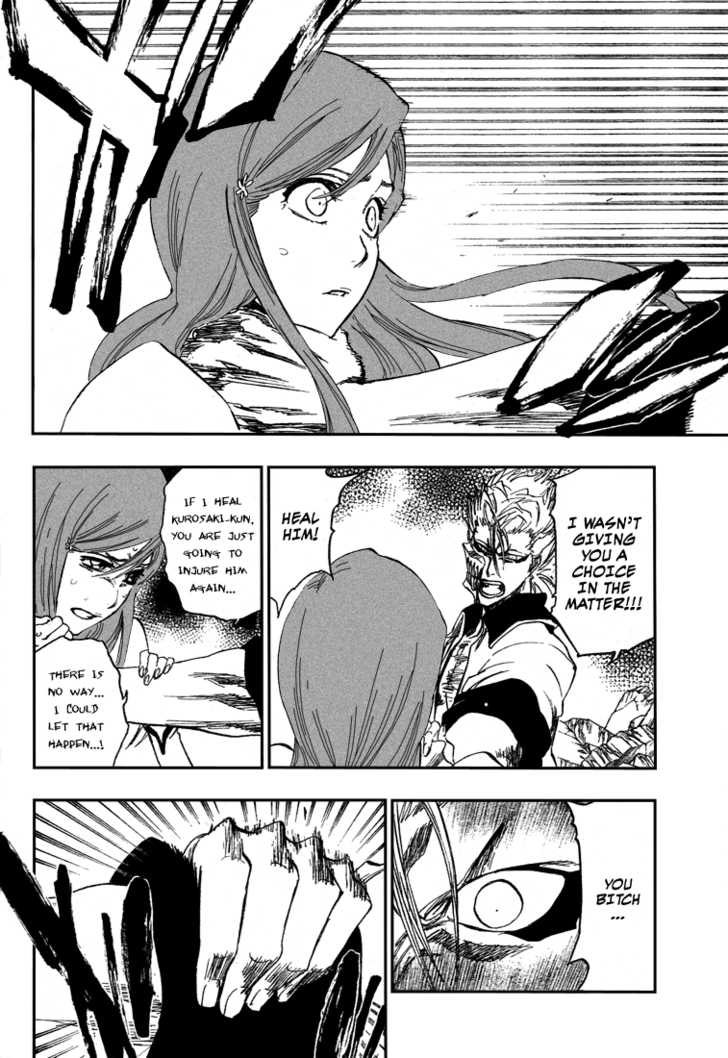 I WASN'T
GIVING
YOU A
CHOICE
IN THE
MATTER!!!
HEAL
HIM!
IF I HEAL
KUROSAKI-KUN,
YOU ARE JUST
GOING TO
INJURE HIM
AGAIN...
THERE IS
NO WAY...
I COULD
LET THAT
HAPPEN...!
YOU
BITCH
...